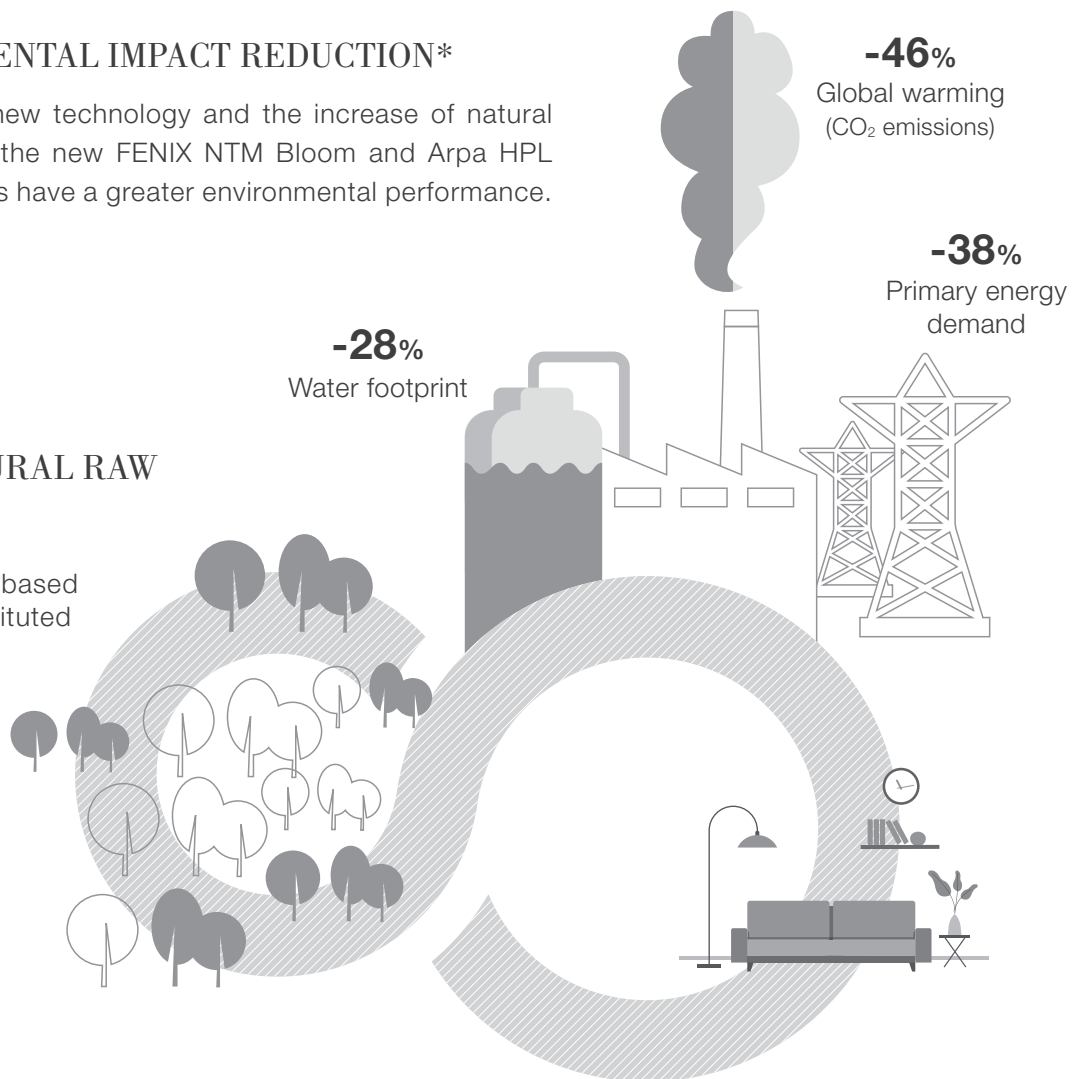 ENTAL IMPACT REDUCTION*
new technology and the increase of natural
the new FENIX NTM Bloom and Arpa HPL
s have a greater environmental performance.
-46%
Global warming
(CO₂ emissions)
-38%
Primary energy
demand
-28%
Water footprint
URAL RAW
based
ituted